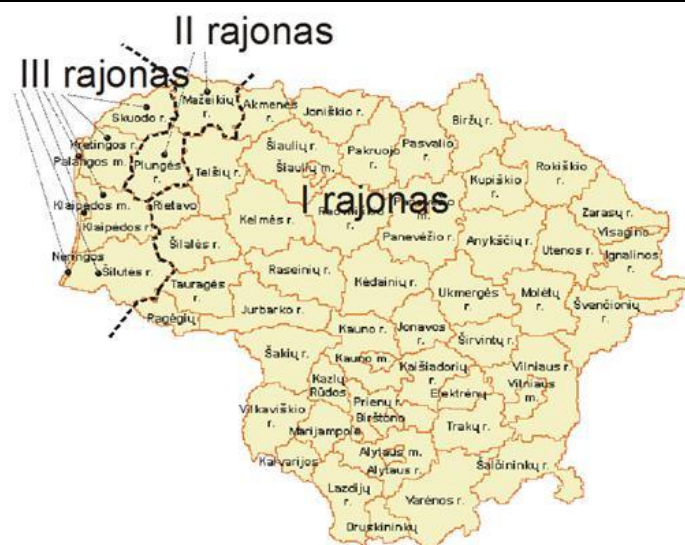 II rajonas
III rajonas
Mažeikių
r.
Skuodo r.
Akmenės
r.
Joniškio r.
Biržų r.
Kretingos r.
Palangos m.
Plungės
r.
Telšių r.
Šiaulių r.
Šiaulių m.
Pakruojo
r.
Pasvalio
r.
Rokiškio
r.
Kupiškio
r.
I rajonas
Klaipėdos m.
Klaipėdos r.
Rietavo
Kelmės r.
Panevėžio r.
Anykščių r.
Zarasų r.
Visagino
Utenos r.
Ignalinos
r.
Neringos
Šilutės r.
Šilalės r.
Tauragės
r.
Raseinių r.
Kėdainių r.
Ukmergės
r.
Molėtų
r.
Švenčionių
r.
Pagėgių
Jurbarko r.
Kauno r.
Jonavos
r.
Širvintų r.
Šakių r.
Kauno m.
Kaišiadorių
r.
Vilniaus r.
Vilniaus
m.
Kazlų
Rūdos
Prienų r.
Birštono
Elektrėnų
Vilkaviškio
r.
Marijampolė
Trakų r.
Kalvarijos
Alytaus m.
Alytaus r.
Šalčininkų r.
Lazdijų
r.
Varėnos r.
Druskininkų